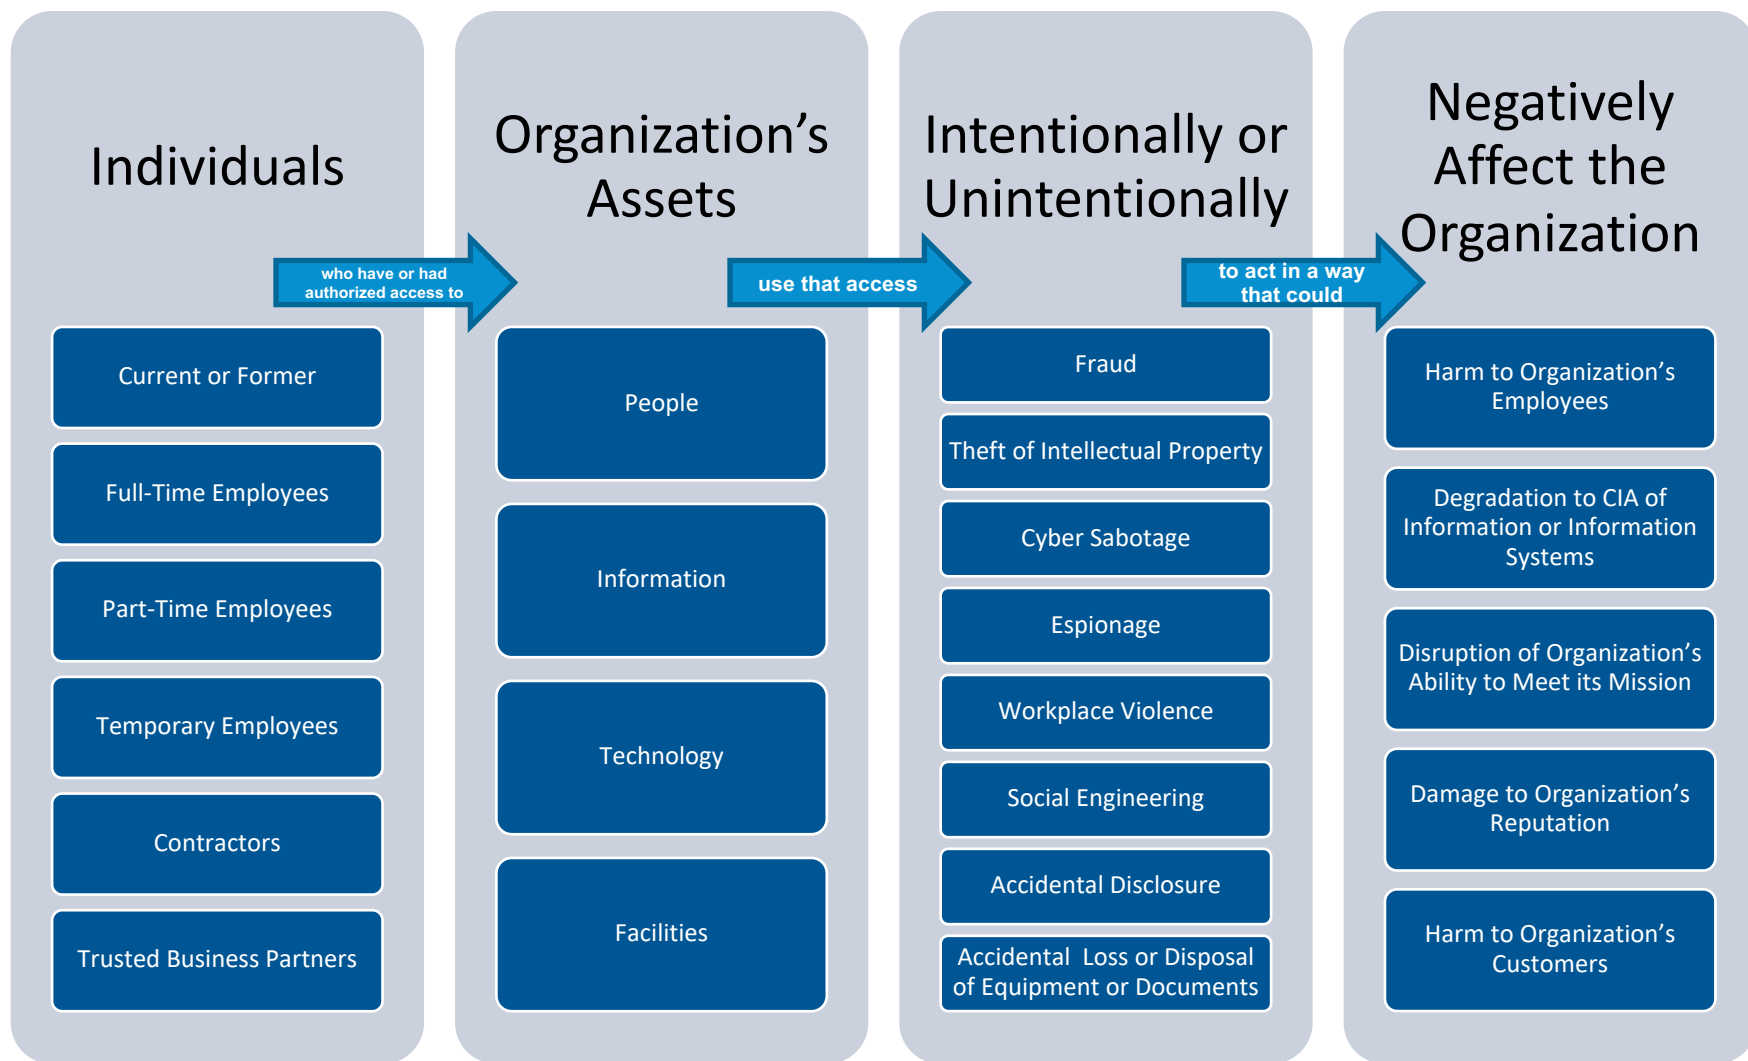 Individuals
who have or had
authorized access to
Current or Former
Full-Time Employees
Part-Time Employees
Temporary Employees
Contractors
Trusted Business Partners
Organization’s
Assets
use that access
People
Information
Technology
Facilities
Intentionally or
Unintentionally
to act in a way
that could
Fraud
Theft of Intellectual Property
Cyber Sabotage
Espionage
Workplace Violence
Social Engineering
Accidental Disclosure
Accidental  Loss or Disposal
of Equipment or Documents
Negatively
Affect the
Organization
Harm to Organization’s
Employees
Degradation to CIA of
Information or Information
Systems
Disruption of Organization’s
Ability to Meet its Mission
Damage to Organization’s
Reputation
Harm to Organization’s
Customers